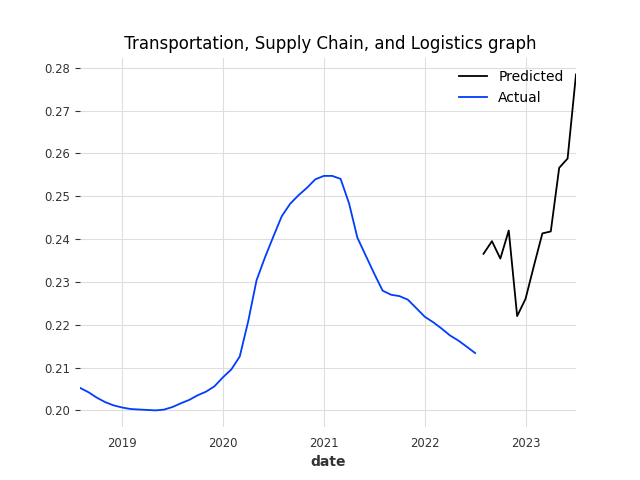 Transportation, Supply Chain, and Logistics graph
Predicted
Actual
0.28
0.27
0.26
0.25
0.24
0.23
0.22
0.21
0.20
2019 2020 2021 2022 2023
date